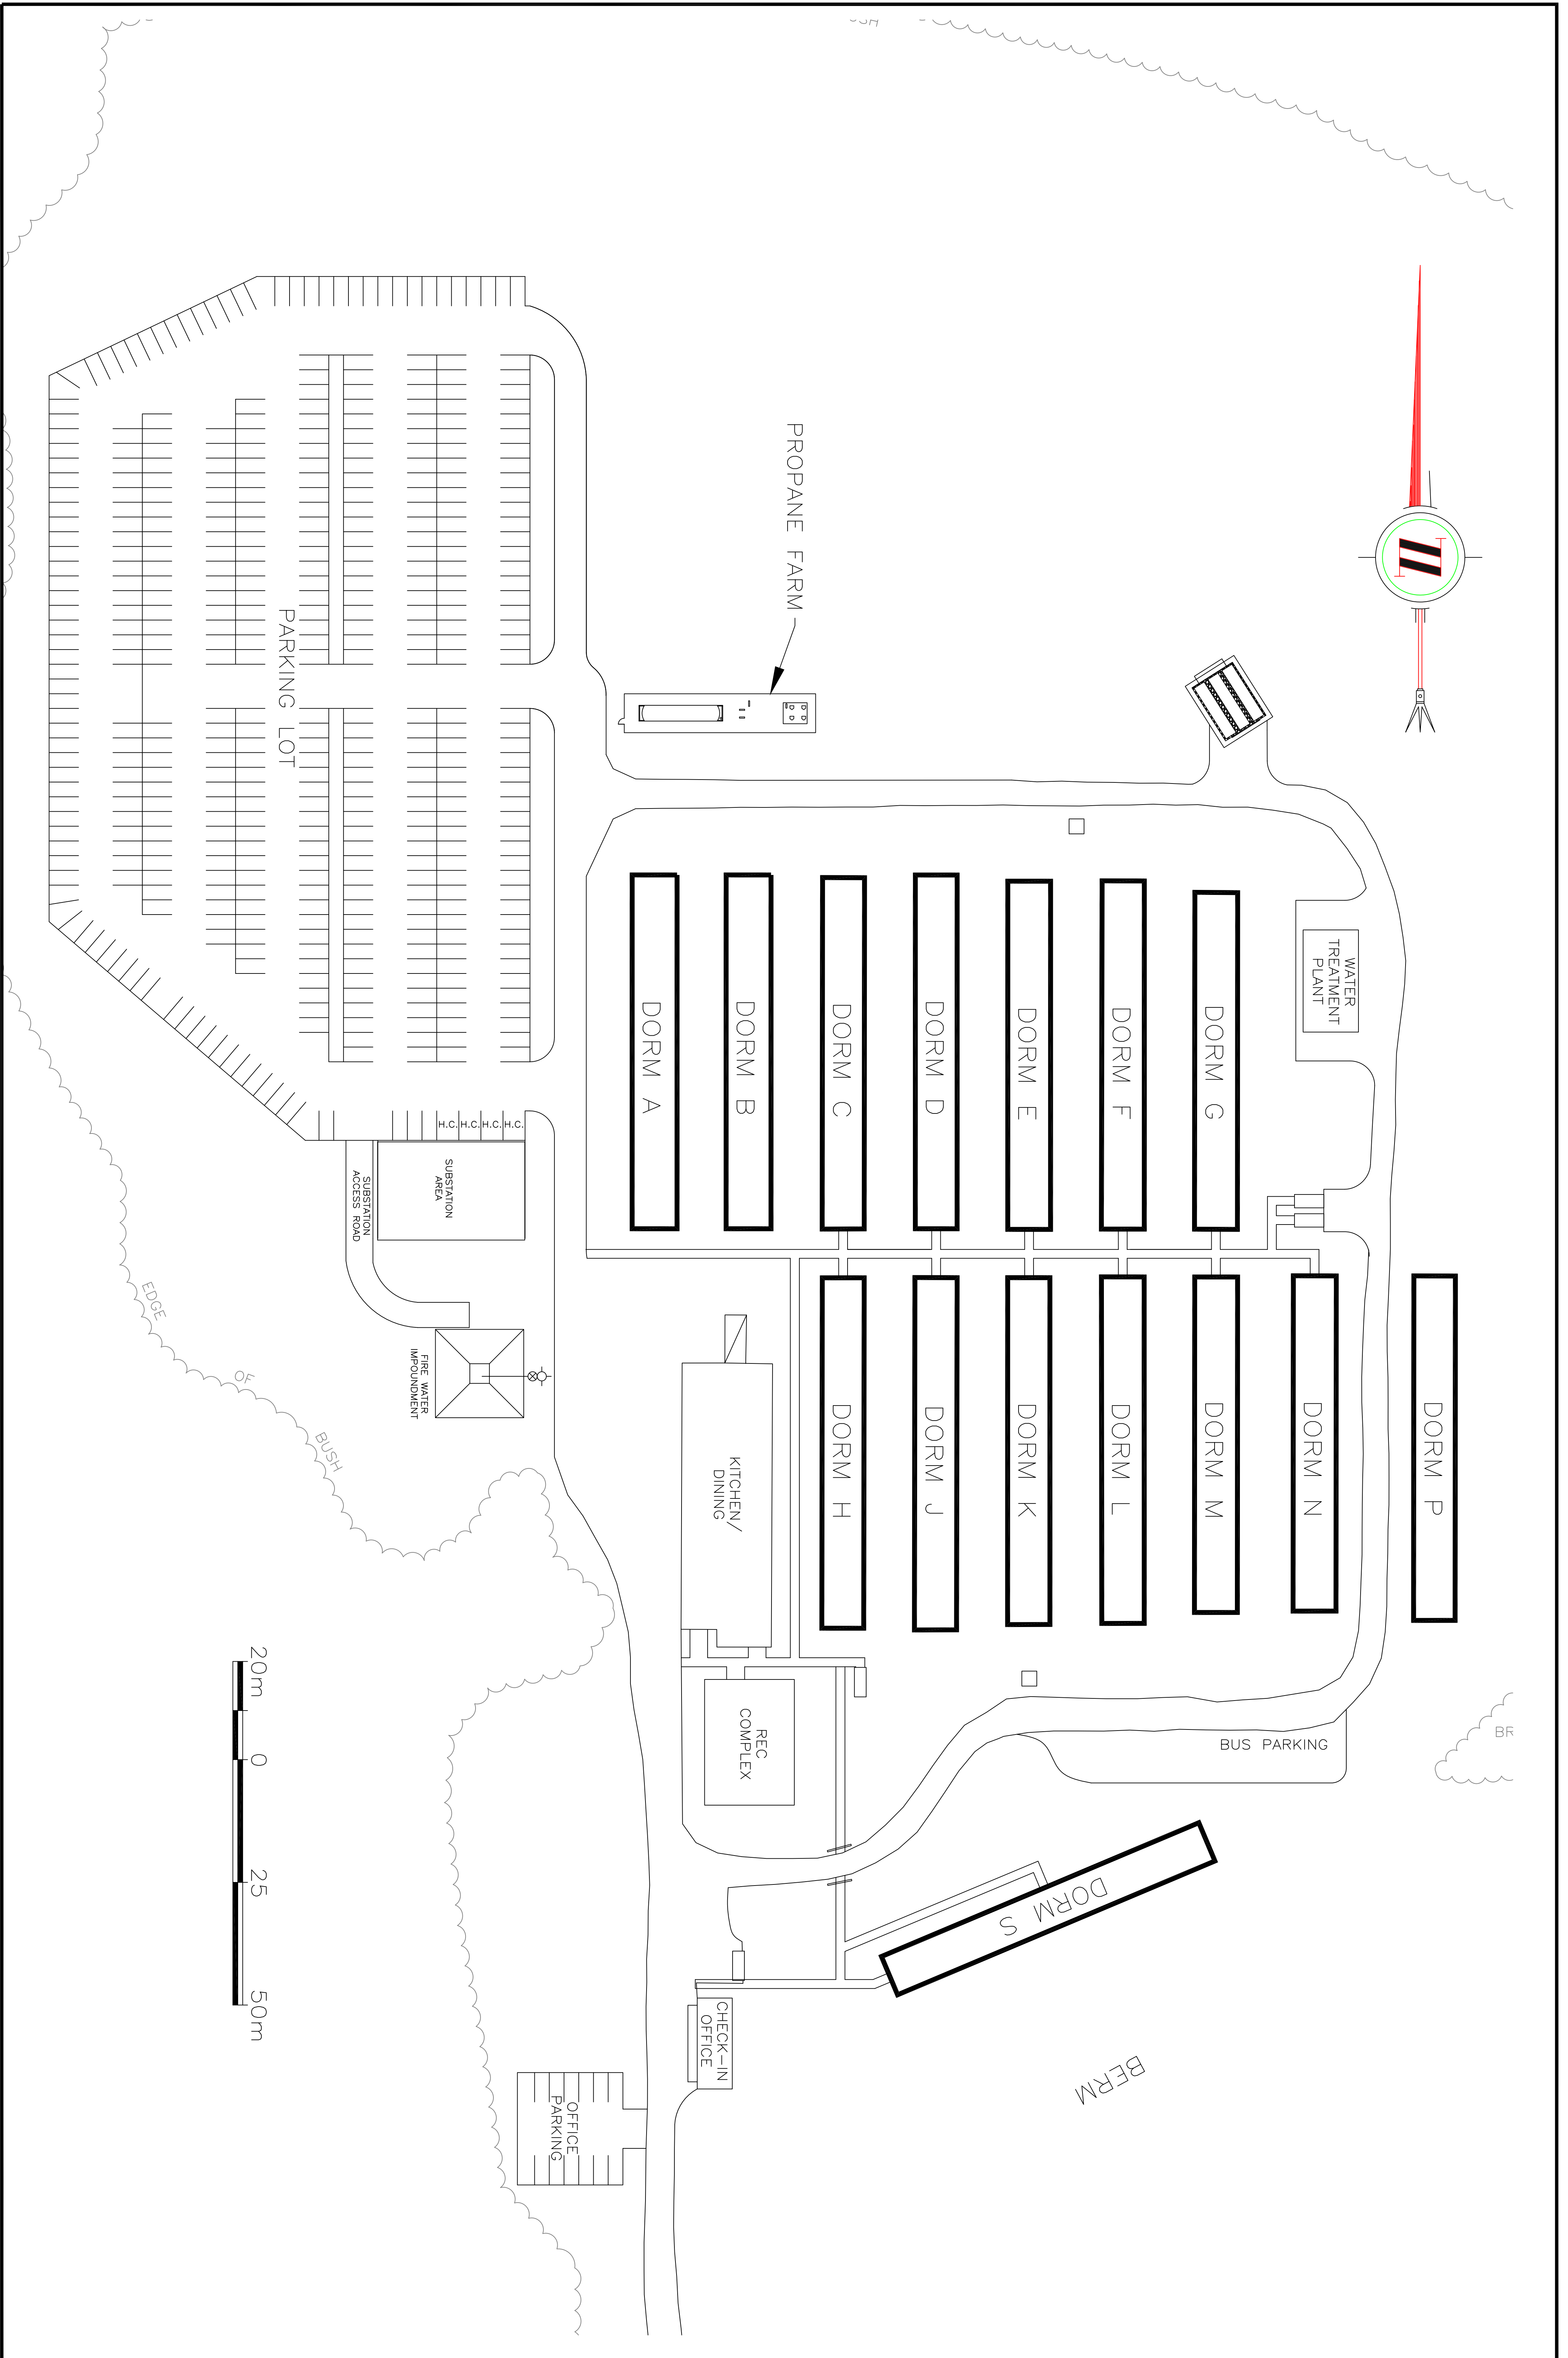 PROPANE FARM
PARKING LOT
WATER
TREATMENT
PLANT
DORM A
DORM B
DORM C
DORM D
DORM E
DORM F
DORM G
H.C.
H.C.
H.C.
H.C.
SUBSTATION
AREA
SUBSTATION
ACCESS ROAD
FIRE WATER
IMPOUNDMENT
EDGE
OF
BUSH
KITCHEN/
DINING
DORM H
DORM J
DORM K
DORM L
DORM M
DORM N
DORM P
REC
COMPLEX
BUS PARKING
BR
DORM S
BERM
CHECK-IN
OFFICE
OFFICE
PARKING
20m 0 25 50m
N